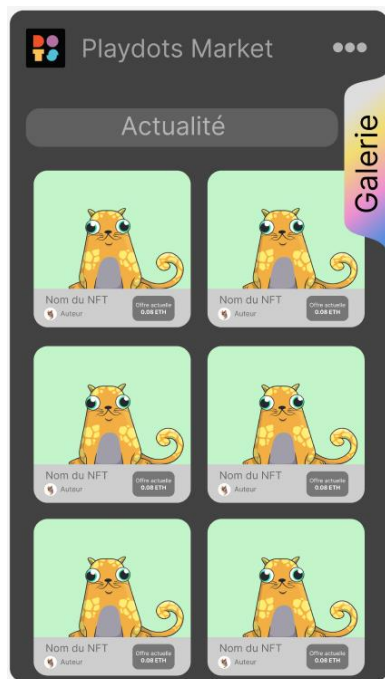 DOTS
Playdots Market
Actualité
Galerie
Nom du NFT
Auteur
Offre actuelle
0.08 ETH
Nom du NFT
Auteur
Offre actuelle
0.08 ETH
Nom du NFT
Auteur
Offre actuelle
0.08 ETH
Nom du NFT
Auteur
Offre actuelle
0.08 ETH
Nom du NFT
Auteur
Offre actuelle
0.08 ETH
Nom du NFT
Auteur
Offre actuelle
0.08 ETH